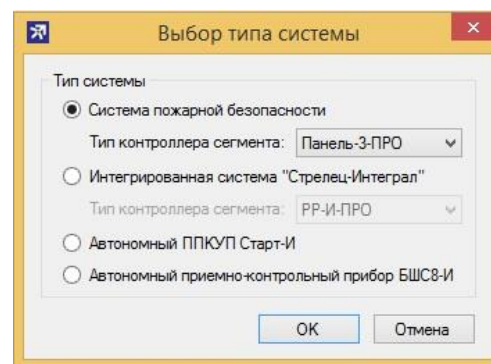 Выбор типа системы
Тип системы
Система пожарной безопасности
Тип контроллера сегмента: Панель-3-ПРО
Интегрированная система "Стрелец-Интеграл"
Тип контроллера сегмента: РР-И-ПРО
Автономный ППКУП Старт-И
Автономный приемно-контрольный прибор БШС8-И
OK Отмена